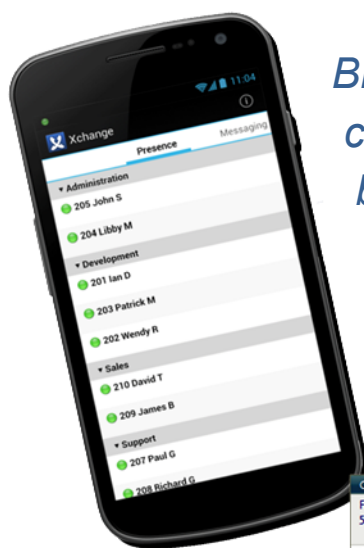 11:04
Xchange
Presence Messaging
▾ Administration
205 John S
204 Libby M
▾ Development
201 Ian D
203 Patrick M
202 Wendy R
▾ Sales
210 David T
209 James B
▾ Support
207 Paul G
208 Richard G